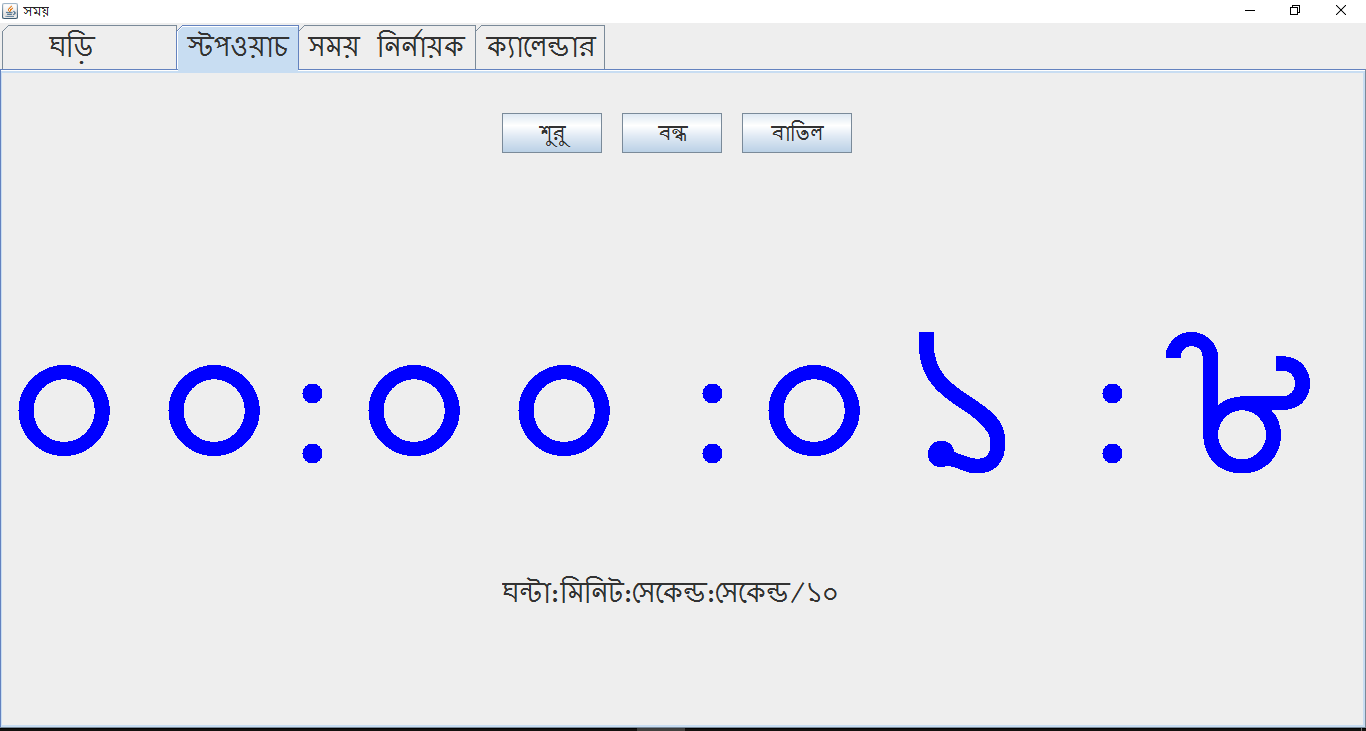 সময়
ঘড়ি স্টপওয়াচ সময় নির্নায়ক ক্যালেন্ডার
শুরু বন্ধ বাতিল
০০:০০:০১:৮
ঘন্টা:মিনিট:সেকেন্ড:সেকেন্ড/১০